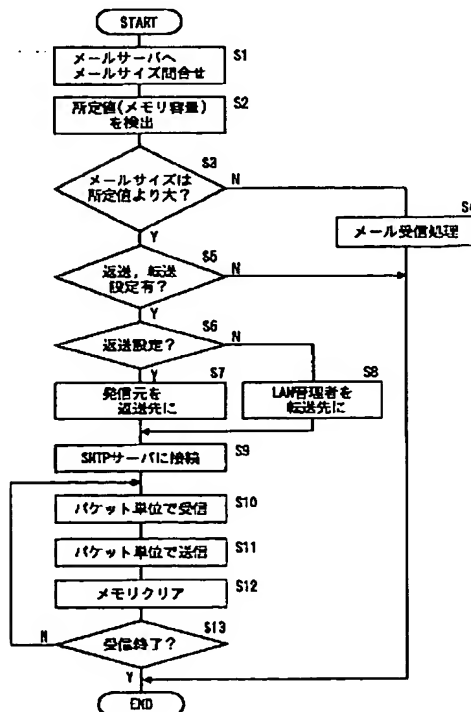 START
メールサーバへ
メールサイズ問合せ
S1
所定値(メモリ容量)
を検出
S2
メールサイズは
所定値より大?
S3
N
Y
メール受信処理
返送,転送
設定有?
S5
N
Y
返送設定?
S6
N
Y
発信元を
返送先に
S7
LAN管理者を
転送先に
S8
SMTPサーバに接続
S9
パケット単位で受信
S10
パケット単位で送信
S11
メモリクリア
S12
受信終了?
S13
N
Y
END